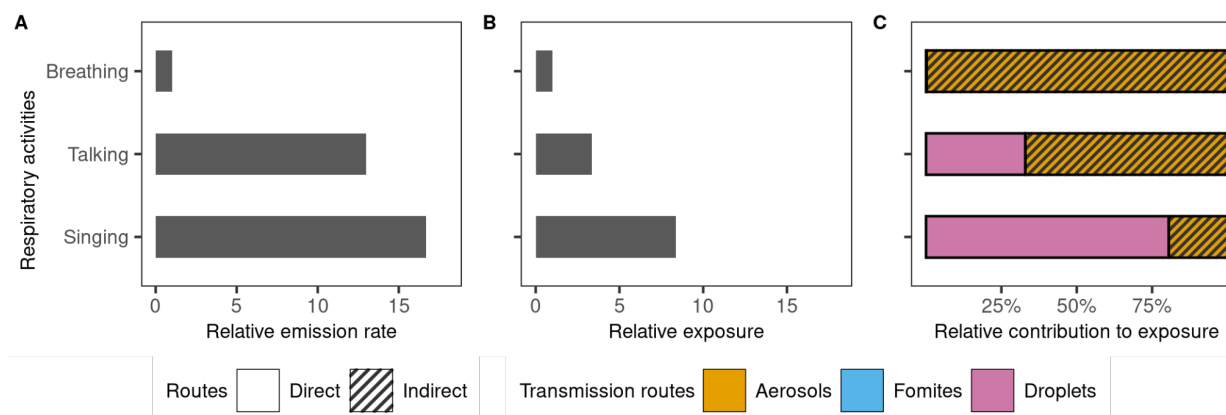 A
B
C
Respiratory activities
Breathing
Talking
Singing
0 5 10 15
Relative emission rate
0 5 10 15
Relative exposure
25% 50% 75%
Relative contribution to exposure
Routes Direct Indirect
Transmission routes Aerosols Fomites Droplets